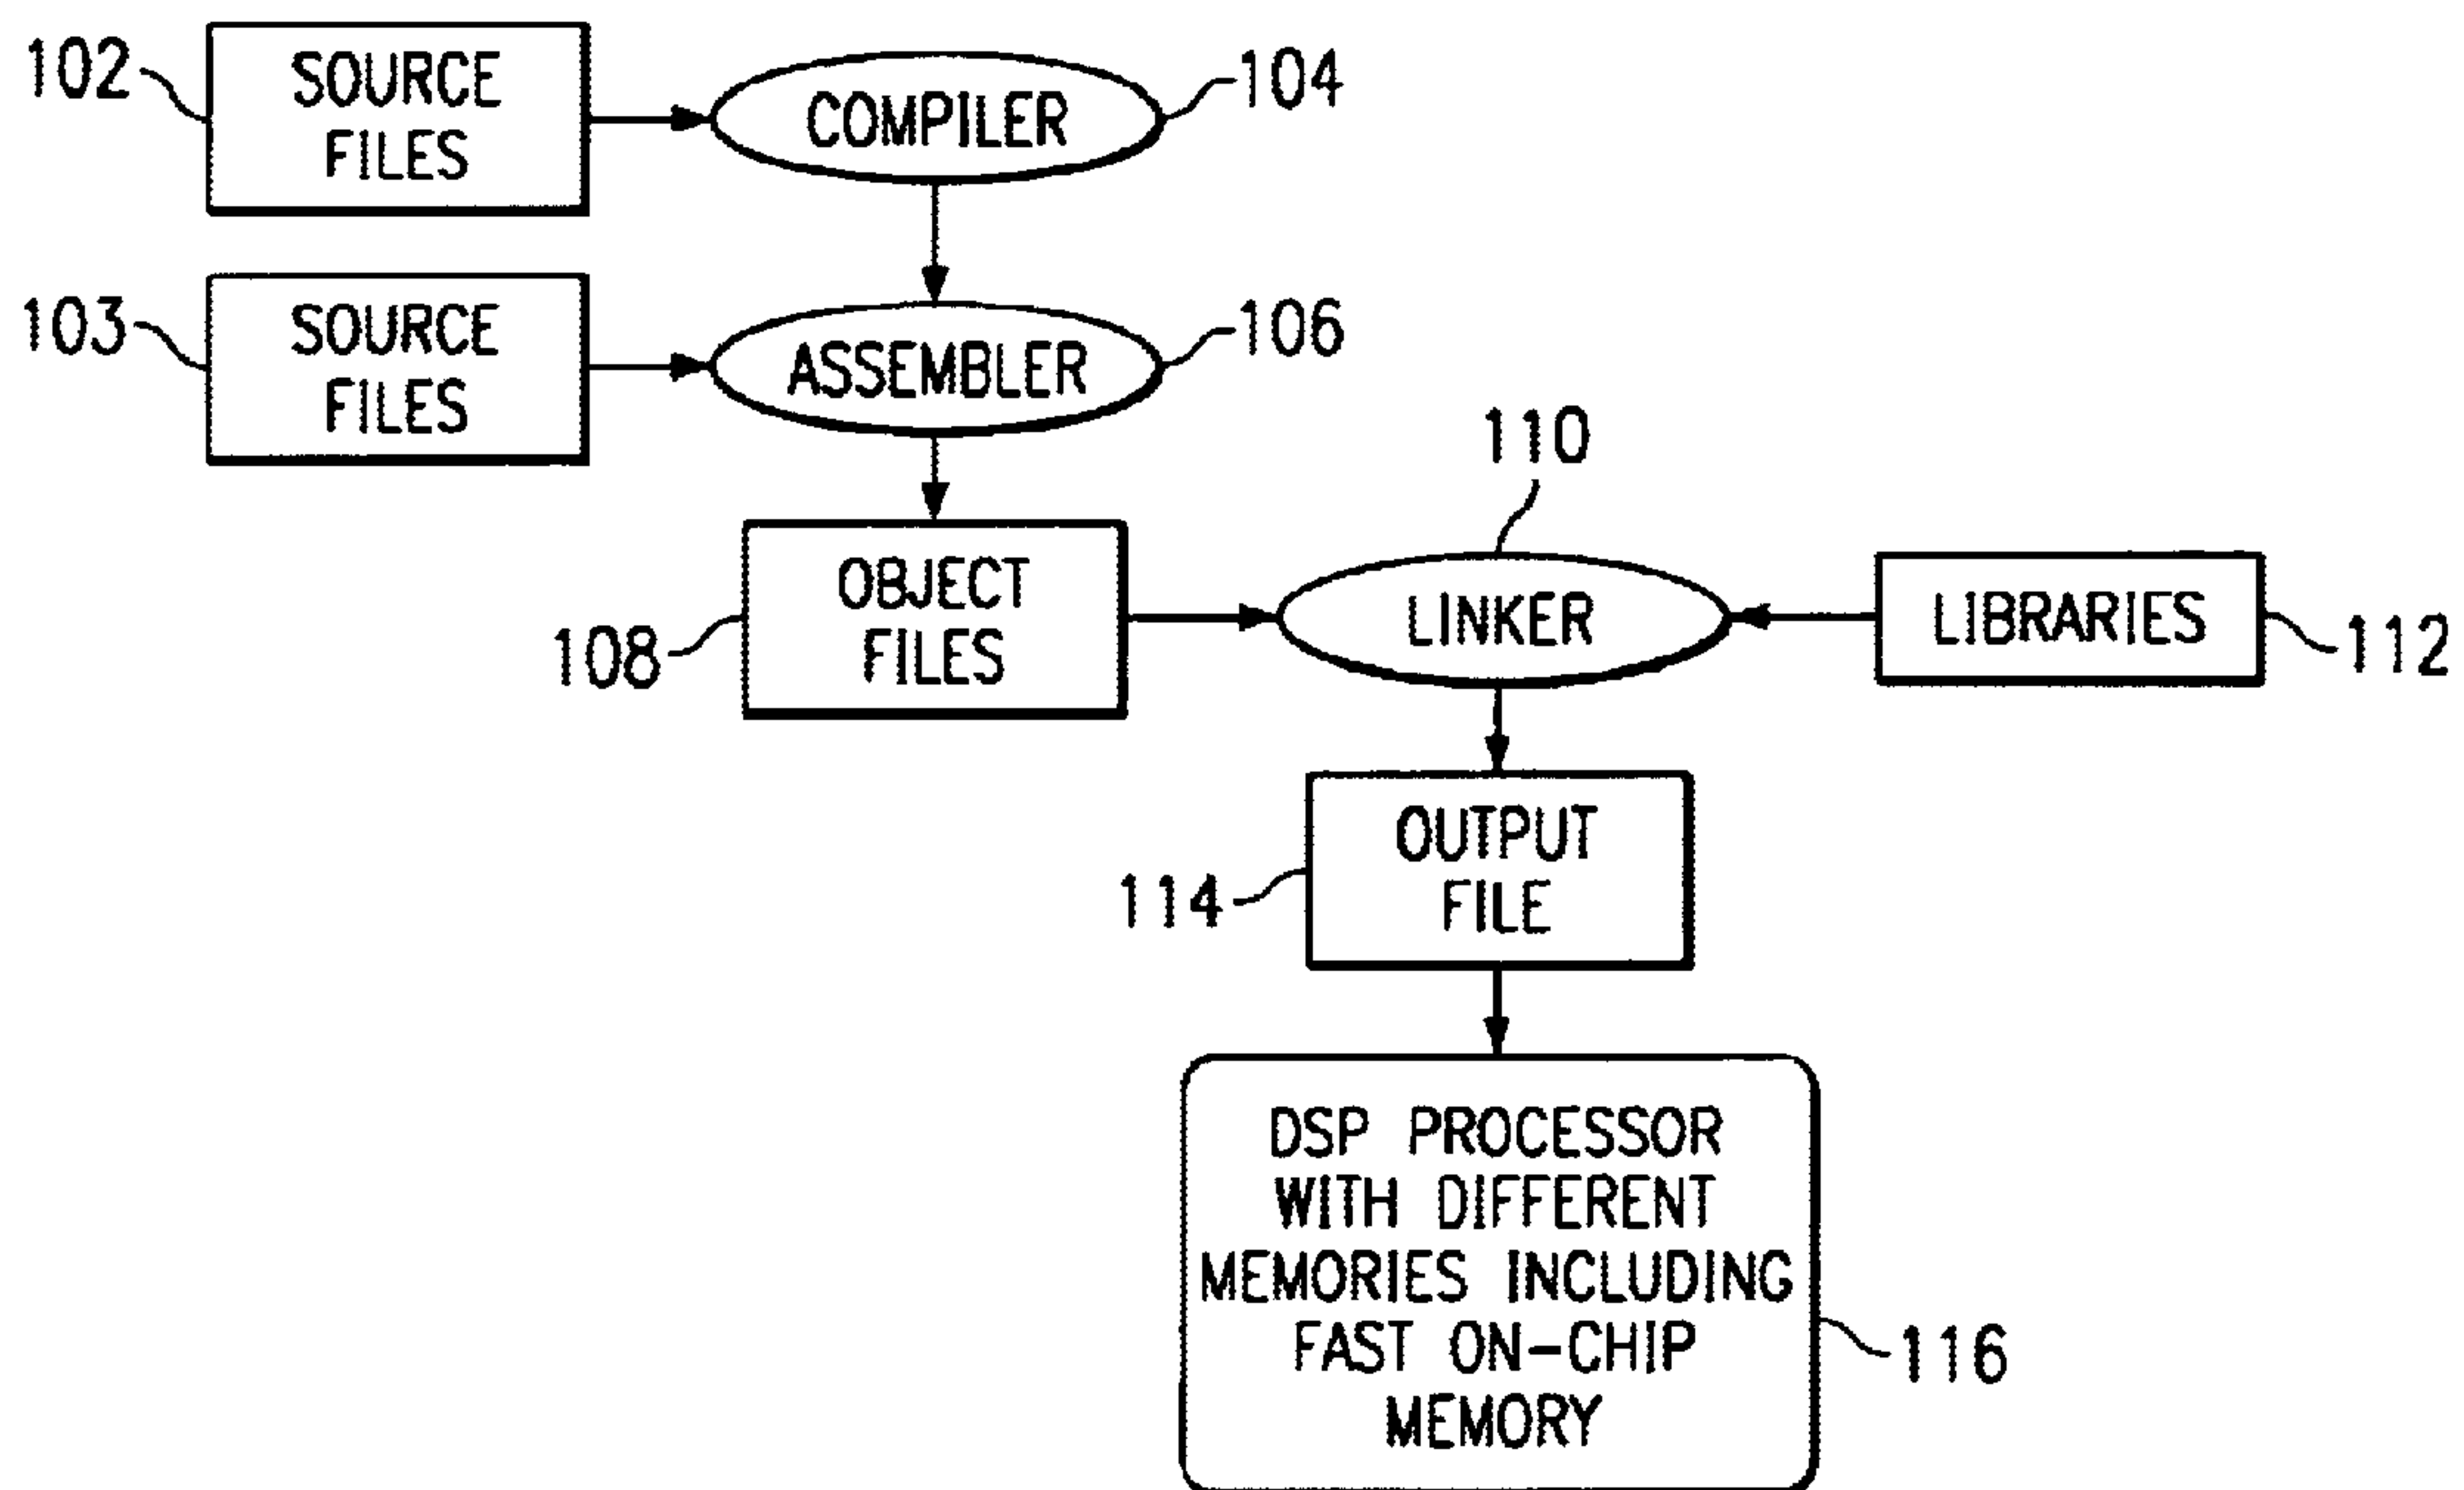 102
SOURCE
FILES
COMPILER
104
103
SOURCE
FILES
ASSEMBLER
106
108
OBJECT
FILES
110
LINKER
LIBRARIES
112
114
OUTPUT
FILE
DSP PROCESSOR
WITH DIFFERENT
MEMORIES INCLUDING
FAST ON-CHIP
MEMORY
116